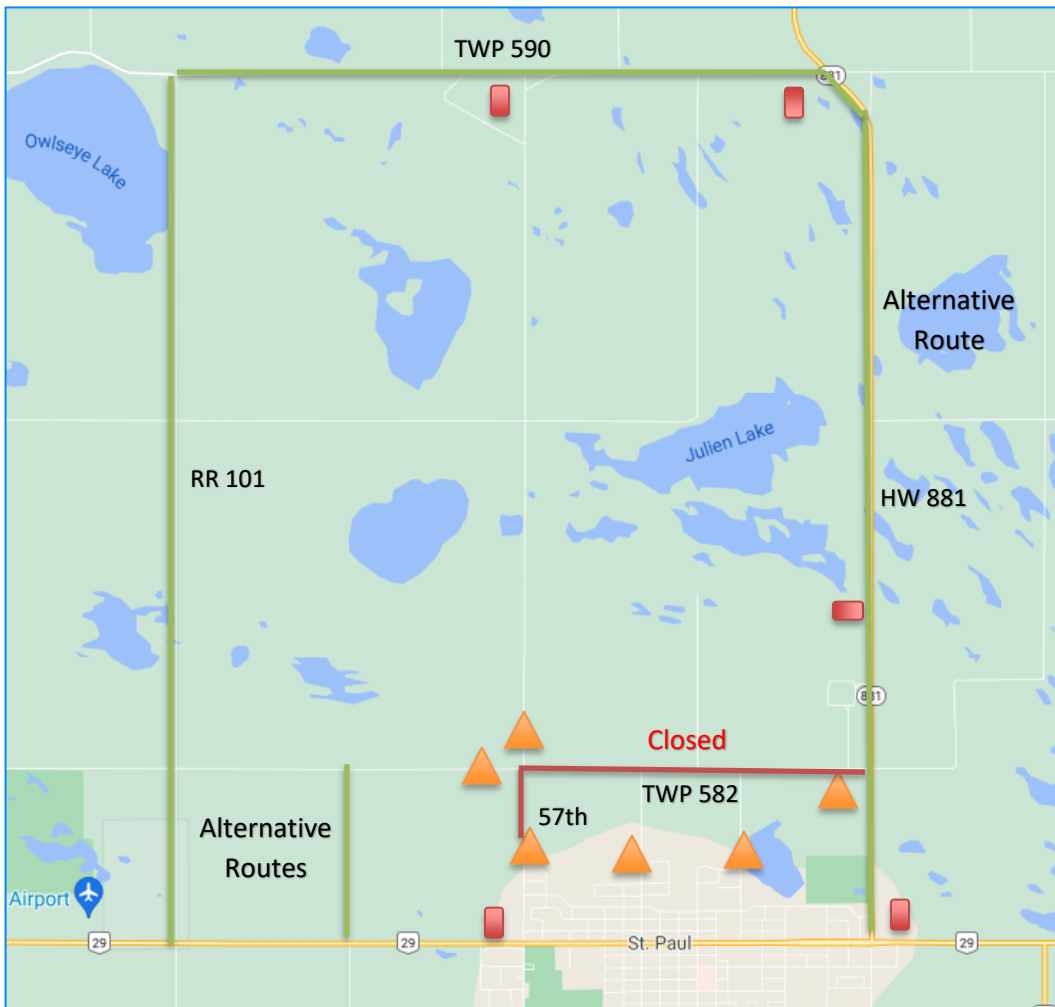 TWP 590
881
Owlseye Lake
Alternative
Route
Julien Lake
RR 101
HW 881
881
Closed
TWP 582
57th
Alternative
Routes
Airport
29
29
St. Paul
29